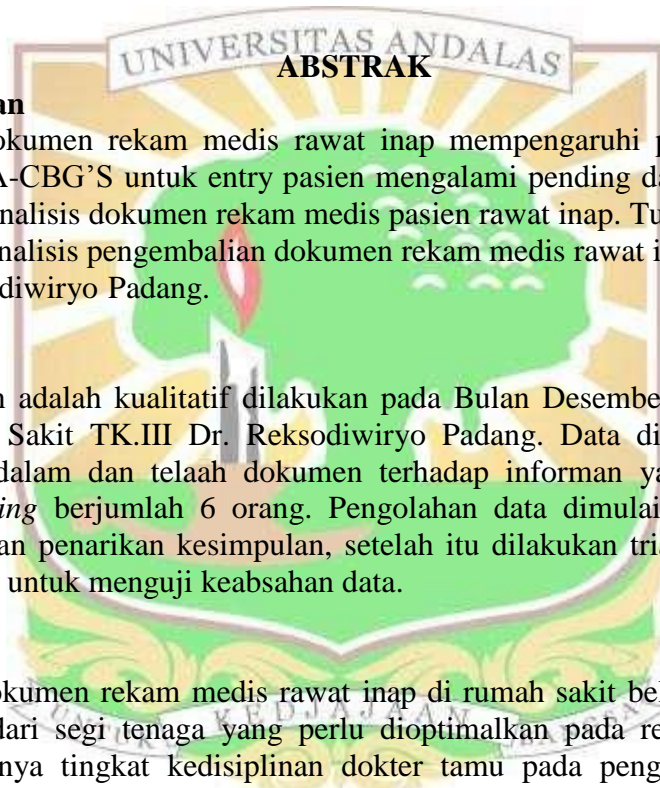 UNIVERSITAS ANDALAS
ABSTRAK
an
okumen rekam medis rawat inap mempengaruhi p
A-CBG'S untuk entry pasien mengalami pending da
nalisis dokumen rekam medis pasien rawat inap. Tu
nalisis pengembalian dokumen rekam medis rawat i
diwiryo Padang.
n adalah kualitatif dilakukan pada Bulan Desembe
Sakit TK.III Dr. Reksodiwiryo Padang. Data di
dalam dan telaah dokumen terhadap informan ya
ing berjumlah 6 orang. Pengolahan data dimulai
an penarikan kesimpulan, setelah itu dilakukan tria
untuk menguji keabsahan data.
okumen rekam medis rawat inap di rumah sakit bel
dari segi tenaga yang perlu dioptimalkan pada re
nya tingkat kedisiplinan dokter tamu pada peng